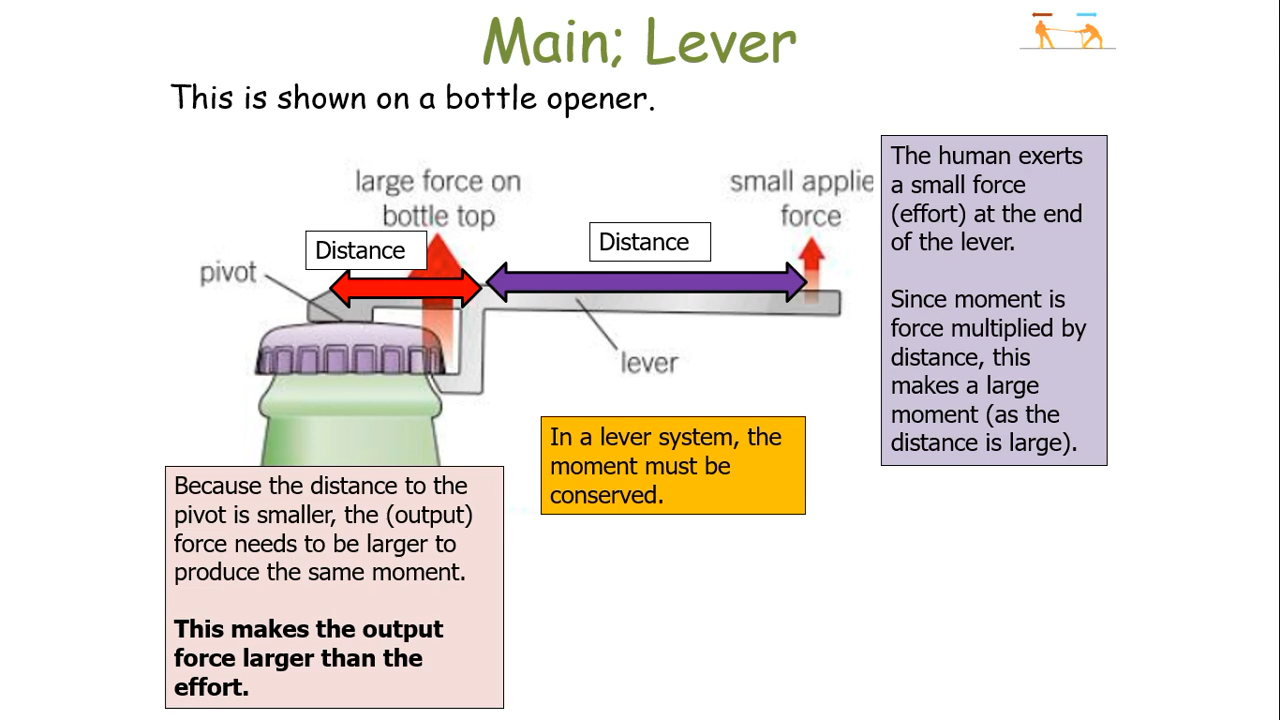 Main; Lever
This is shown on a bottle opener.
large force on
bottle top
small applie
force
Distance
Distance
pivot
lever
The human exerts
a small force
(effort) at the end
of the lever.
Since moment is
force multiplied by
distance, this
makes a large
moment (as the
distance is large).
In a lever system, the
moment must be
conserved.
Because the distance to the
pivot is smaller, the (output)
force needs to be larger to
produce the same moment.
This makes the output
force larger than the
effort.